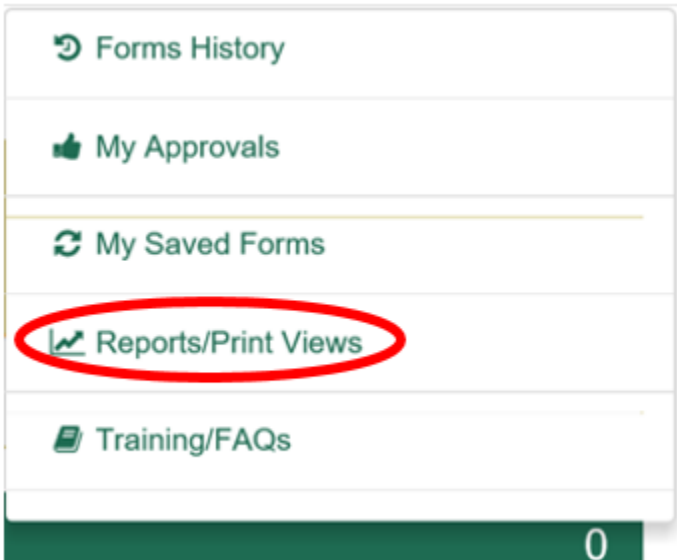 Forms History
My Approvals
My Saved Forms
Reports/Print Views
Training/FAQs
0